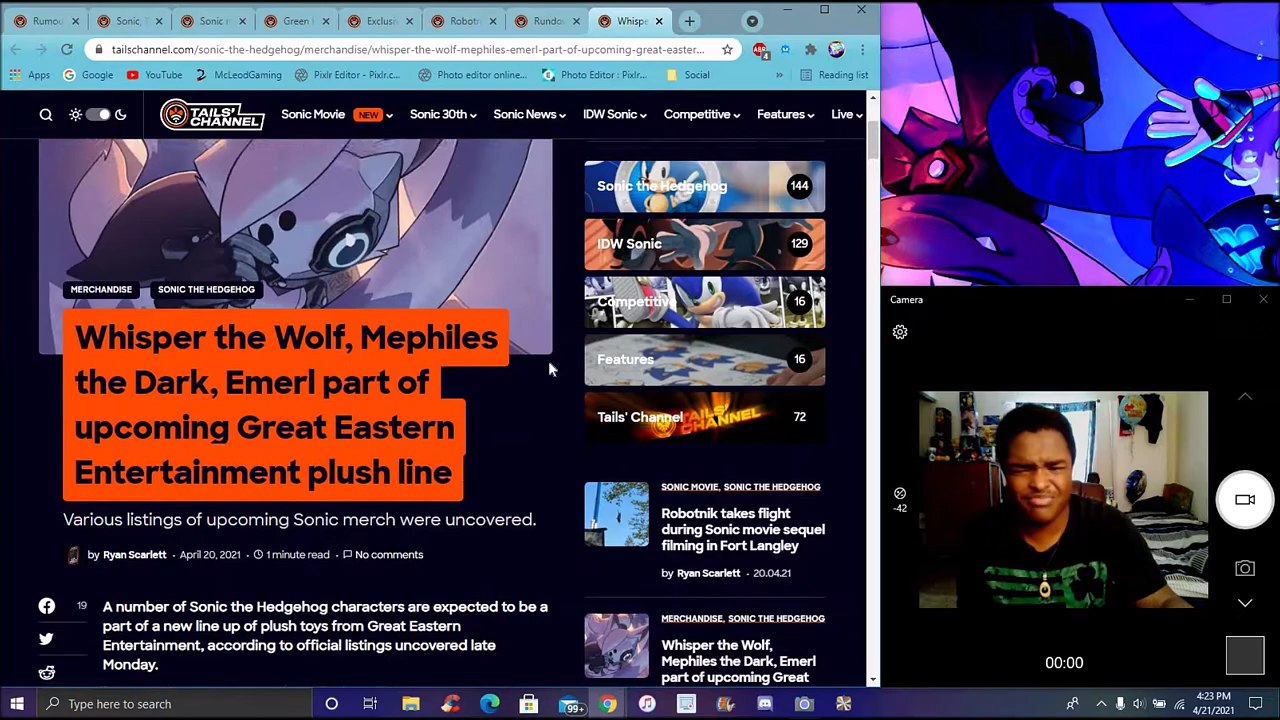 Rumou
Sonic, T
Sonic n
Green
Exclus
Robotn
Rundo
Whispe
tailschannel.com/sonic-the-hedgehog/merchandise/whisper-the-wolf-mephiles-emerl-part-of-upcoming-great-easter...
4
Apps Google YouTube McLeodGaming Pixlr Editor - Pixlr.c... Photo editor online... Photo Editor : Pixlr... Social » Reading list
TAILS' CHANNEL
Sonic Movie NEW Sonic 30th Sonic News IDW Sonic Competitive Features Live
MERCHANDISE SONIC THE HEDGEHOG
Whisper the Wolf, Mephiles
the Dark, Emerl part of
upcoming Great Eastern
Entertainment plush line
Various listings of upcoming Sonic merch were uncovered.
by Ryan Scarlett · April 20, 2021 · 1 minute read · No comments
19
A number of Sonic the Hedgehog characters are expected to be a
part of a new line up of plush toys from Great Eastern
Entertainment, according to official listings uncovered late
Monday.
Sonic the Hedgehog 144
IDW Sonic 129
Competitive 16
Features 16
Tails' Channel 72
SONIC MOVIE, SONIC THE HEDGEHOG
Robotnik takes flight
during Sonic movie sequel
filming in Fort Langley
by Ryan Scarlett · 20.04.21
MERCHANDISE, SONIC THE HEDGEHOG
Whisper the Wolf,
Mephiles the Dark, Emerl
part of upcoming Great
Camera
-42
00:00
Type here to search
99+
4:23 PM
4/21/2021